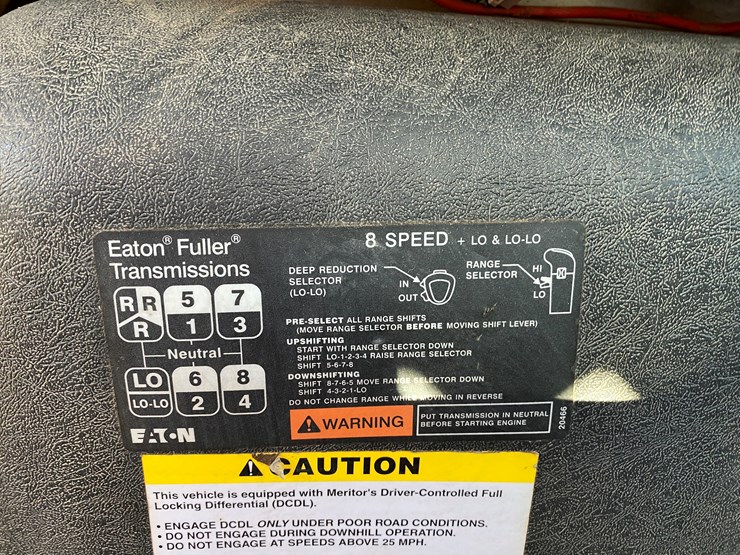 Eaton® Fuller®
Transmissions
8 SPEED + LO & LO-LO
DEEP REDUCTION
SELECTOR
(LO-LO)
IN
OUT
RANGE
SELECTOR
HI
LO
R R 5 7
R 1 3
Neutral
LO 6 8
LO-LO 2 4
PRE-SELECT ALL RANGE SHIFTS
(MOVE RANGE SELECTOR BEFORE MOVING SHIFT LEVER)
UPSHIFTING
START WITH RANGE SELECTOR DOWN
SHIFT LO-1-2-3-4 RAISE RANGE SELECTOR
SHIFT 5-6-7-8
DOWNSHIFTING
SHIFT 8-7-6-5 MOVE RANGE SELECTOR DOWN
SHIFT 4-3-2-1-LO
DO NOT CHANGE RANGE WHILE MOVING IN REVERSE
EATON
WARNING
PUT TRANSMISSION IN NEUTRAL
BEFORE STARTING ENGINE
20466
CAUTION
This vehicle is equipped with Meritor's Driver-Controlled Full
Locking Differential (DCDL).
• ENGAGE DCDL ONLY UNDER POOR ROAD CONDITIONS.
• DO NOT ENGAGE DURING DOWNHILL OPERATION.
• DO NOT ENGAGE AT SPEEDS ABOVE 25 MPH.